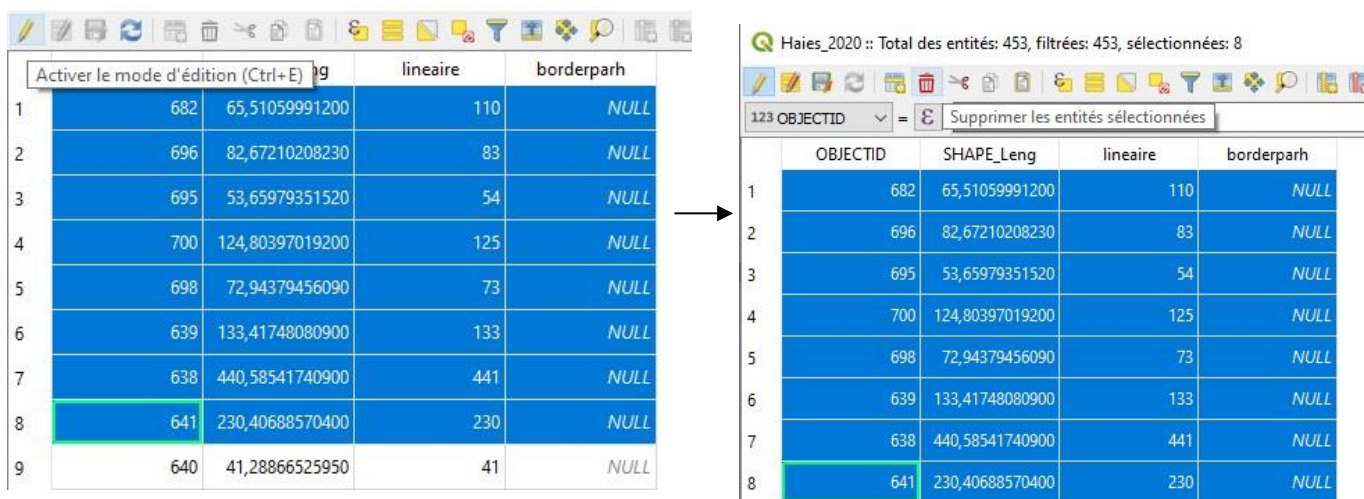 Activer le mode d'édition (Ctrl+E) ng lineaire borderparh
1 682 65,51059991200 110 NULL
2 696 82,67210208230 83 NULL
3 695 53,65979351520 54 NULL
4 700 124,80397019200 125 NULL
5 698 72,94379456090 73 NULL
6 639 133,41748080900 133 NULL
7 638 440,58541740900 441 NULL
8 641 230,40688570400 230 NULL
9 640 41,28866525950 41 NULL
Haies_2020 :: Total des entités: 453, filtrées: 453, sélectionnées: 8
123 OBJECTID = ε Supprimer les entités sélectionnées
OBJECTID SHAPE_Leng lineaire borderparh
1 682 65,51059991200 110 NULL
2 696 82,67210208230 83 NULL
3 695 53,65979351520 54 NULL
4 700 124,80397019200 125 NULL
5 698 72,94379456090 73 NULL
6 639 133,41748080900 133 NULL
7 638 440,58541740900 441 NULL
8 641 230,40688570400 230 NULL